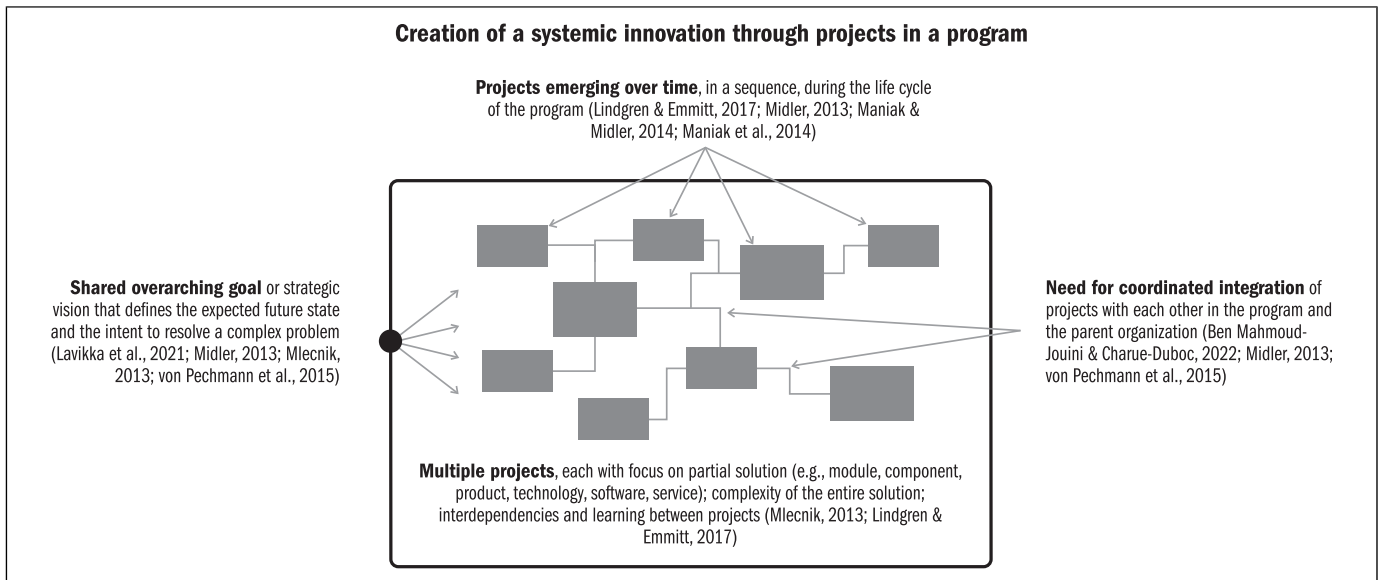 Creation of a systemic innovation through projects in a program
Projects emerging over time, in a sequence, during the life cycle
of the program (Lindgren & Emmitt, 2017; Midler, 2013; Maniak &
Midler, 2014; Maniak et al., 2014)
Shared overarching goal or strategic
vision that defines the expected future state
and the intent to resolve a complex problem
(Lavikka et al., 2021; Midler, 2013; Mlecnik,
2013; von Pechmann et al., 2015)
Need for coordinated integration of
projects with each other in the program and
the parent organization (Ben Mahmoud-
Jouini & Charue-Duboc, 2022; Midler, 2013;
von Pechmann et al., 2015)
Multiple projects, each with focus on partial solution (e.g., module, component,
product, technology, software, service); complexity of the entire solution;
interdependencies and learning between projects (Mlecnik, 2013; Lindgren &
Emmitt, 2017)